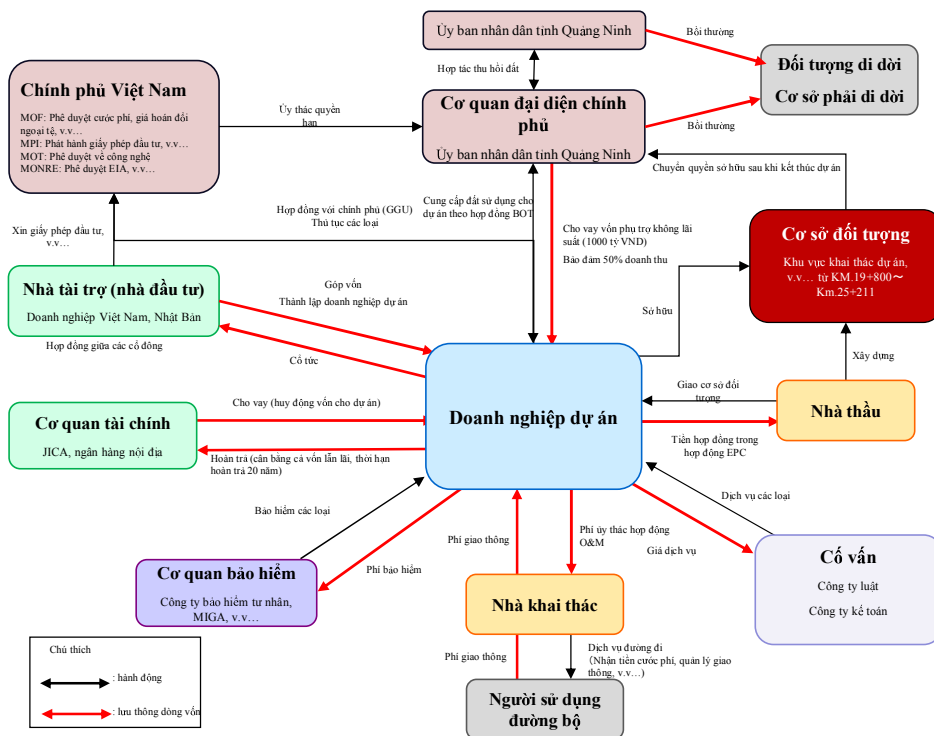 Ủy ban nhân dân tỉnh Quảng Ninh
Bồi thường
Đối tượng di dời
Cơ sở phải di dời
Hợp tác thu hồi đất
Chính phủ Việt Nam
MOF: Phê duyệt cước phí, giá hoán đổi
ngoại tệ, v.v…
MPI: Phát hành giấy phép đầu tư, v.v…
MOT: Phê duyệt về công nghệ
MONRE: Phê duyệt EIA, v.v…
Ủy thác quyền
hạn
Cơ quan đại diện chính
phủ
Ủy ban nhân dân tỉnh Quảng Ninh
Bồi thường
Chuyển quyền sở hữu sau khi kết thúc dự án
Xin giấy phép đầu tư,
v.v…
Hợp đồng với chính phủ (GGU)
Thủ tục các loại
Cung cấp đất sử dụng cho
dự án theo hợp đồng BOT
Cho vay vốn phụ trợ không lãi
suất (1000 tỷ VND)
Bảo đảm 50% doanh thu
Cơ sở đối tượng
Khu vực khai thác dự án,
v.v… từ KM.19+800～
Km.25+211
Nhà tài trợ (nhà đầu tư)
Doanh nghiệp Việt Nam, Nhật Bản
Góp vốn
Thành lập doanh nghiệp dự án
Sở hữu
Hợp đồng giữa các cổ đông
Cổ tức
Xây dựng
Cơ quan tài chính
JICA, ngân hàng nội địa
Cho vay (huy động vốn cho dự án)
Hoàn trả (cân bằng cả vốn lẫn lãi, thời hạn
hoàn trả 20 năm)
Doanh nghiệp dự án
Giao cơ sở đối
tượng
Nhà thầu
Tiền hợp đồng trong
hợp đồng EPC
Bảo hiểm các loại
Dịch vụ các loại
Cơ quan bảo hiểm
Công ty bảo hiểm tư nhân,
MIGA, v.v…
Phí bảo hiểm
Phí giao thông
Phí ủy thác hợp động
O&M
Giá dịch vụ
Cố vấn
Công ty luật
Công ty kế toán
Nhà khai thác
Phí giao thông
Dịch vụ đường đi
(Nhận tiền cước phí, quản lý giao
thông, v.v…)
Người sử dụng
đường bộ
Chú thích
: hành động
: lưu thông dòng vốn